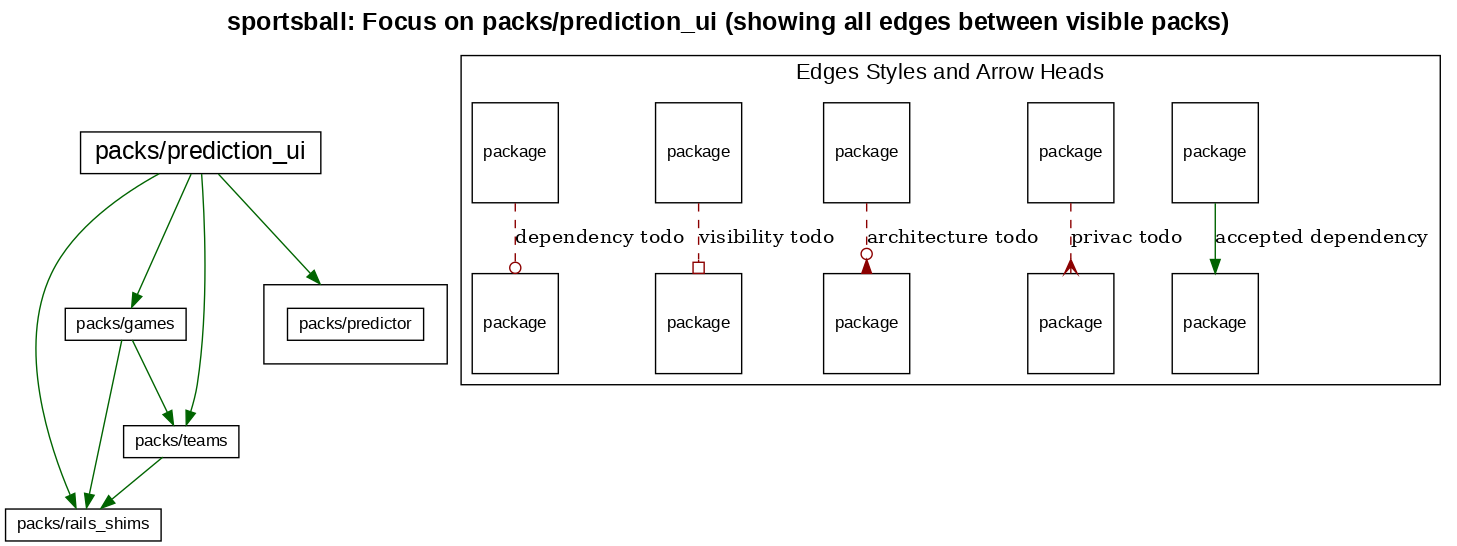 sportsball: Focus on packs/prediction_ui (showing all edges between visible packs)
packs/prediction_ui
packs/games
packs/predictor
packs/teams
packs/rails_shims
Edges Styles and Arrow Heads
package
package
package
package
package
dependency todo
visibility todo
architecture todo
privac todo
accepted dependency
package
package
package
package
package